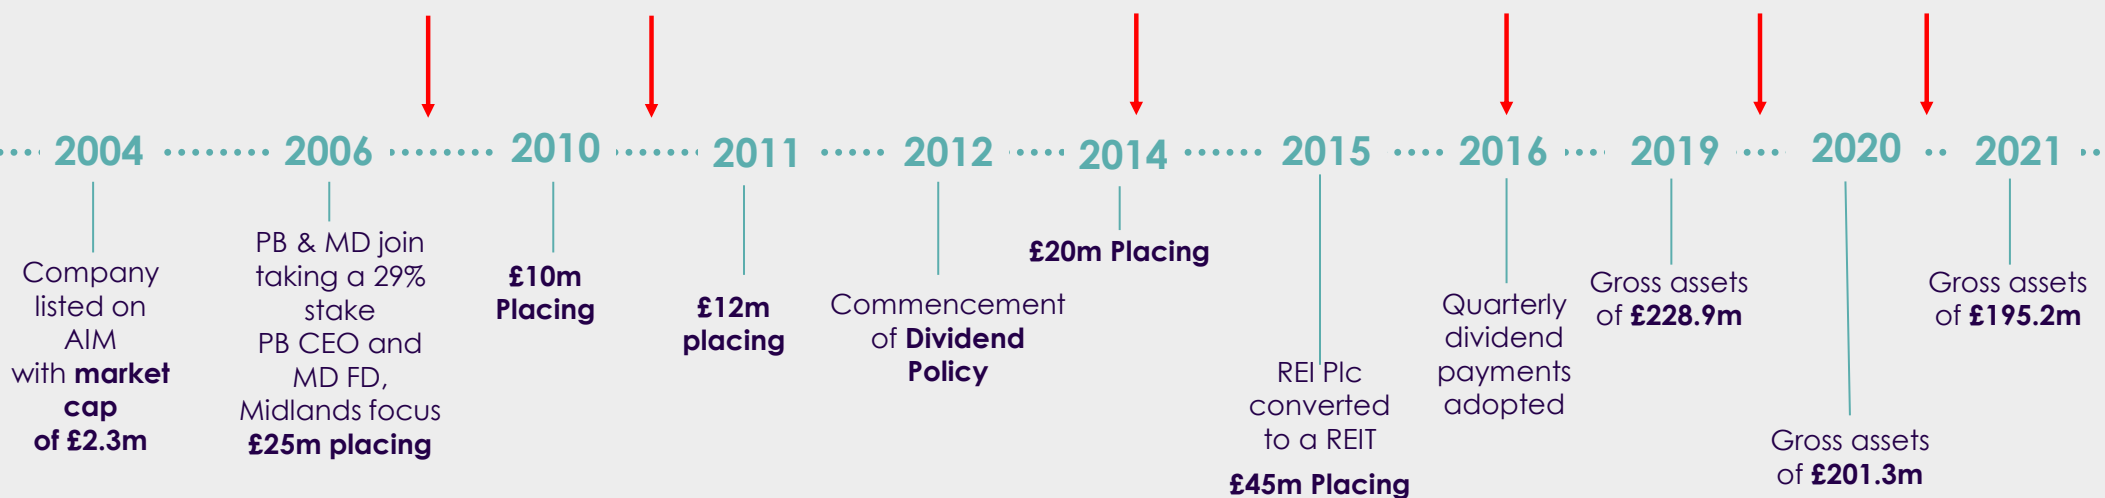 2004
2006
2010
2011
2012
2014
2015
2016
2019
2020
2021
Company
listed on
AIM
with market
cap
of £2.3m
PB & MD join
taking a 29%
stake
PB CEO and
MD FD,
Midlands focus
£25m placing
£10m
Placing
£12m
placing
Commencement
of Dividend
Policy
£20m Placing
REI Plc
converted
to a REIT
£45m Placing
Quarterly
dividend
payments
adopted
Gross assets
of £228.9m
Gross assets
of £201.3m
Gross assets
of £195.2m